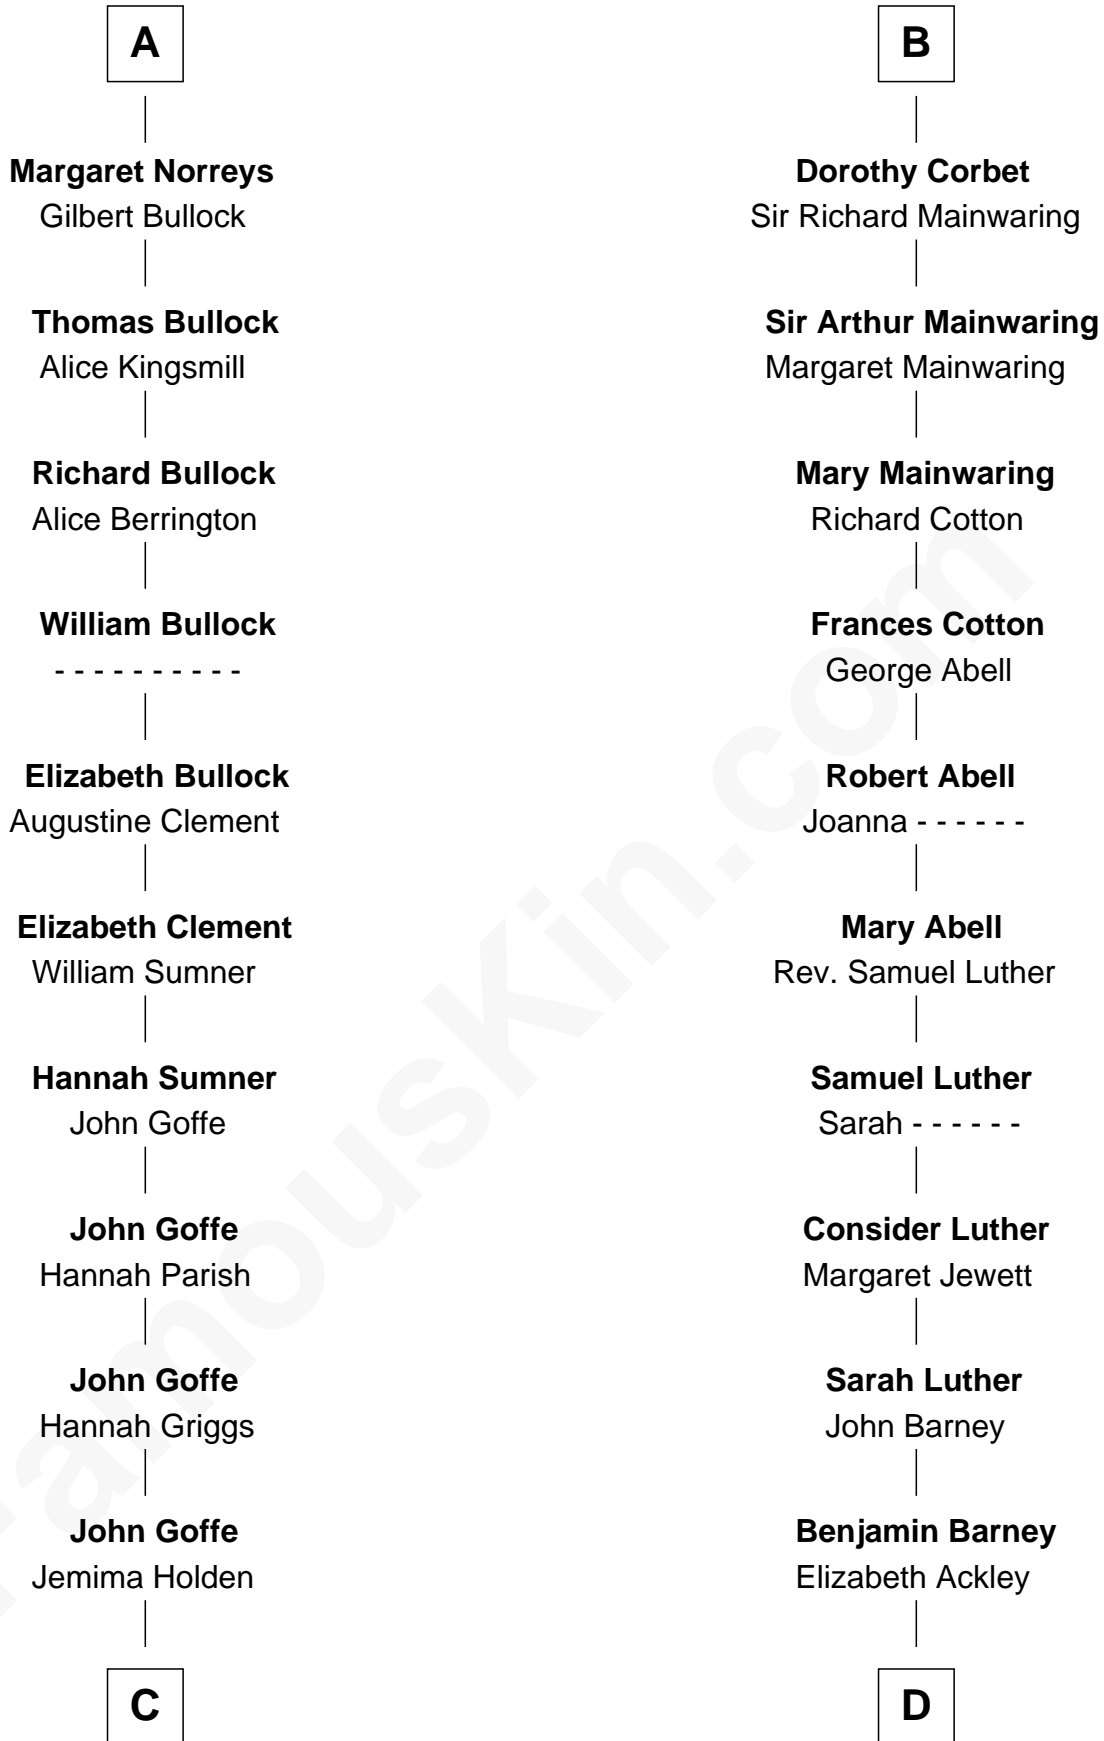 A
Margaret Norreys
Gilbert Bullock
Thomas Bullock
Alice Kingsmill
Richard Bullock
Alice Berrington
William Bullock
- - - - - - - - - -
Elizabeth Bullock
Augustine Clement
Elizabeth Clement
William Sumner
Hannah Sumner
John Goffe
John Goffe
Hannah Parish
John Goffe
Hannah Griggs
John Goffe
Jemima Holden
C
B
Dorothy Corbet
Sir Richard Mainwaring
Sir Arthur Mainwaring
Margaret Mainwaring
Mary Mainwaring
Richard Cotton
Frances Cotton
George Abell
Robert Abell
Joanna - - - - - -
Mary Abell
Rev. Samuel Luther
Samuel Luther
Sarah - - - - - -
Consider Luther
Margaret Jewett
Sarah Luther
John Barney
Benjamin Barney
Elizabeth Ackley
D
FamousKin.com